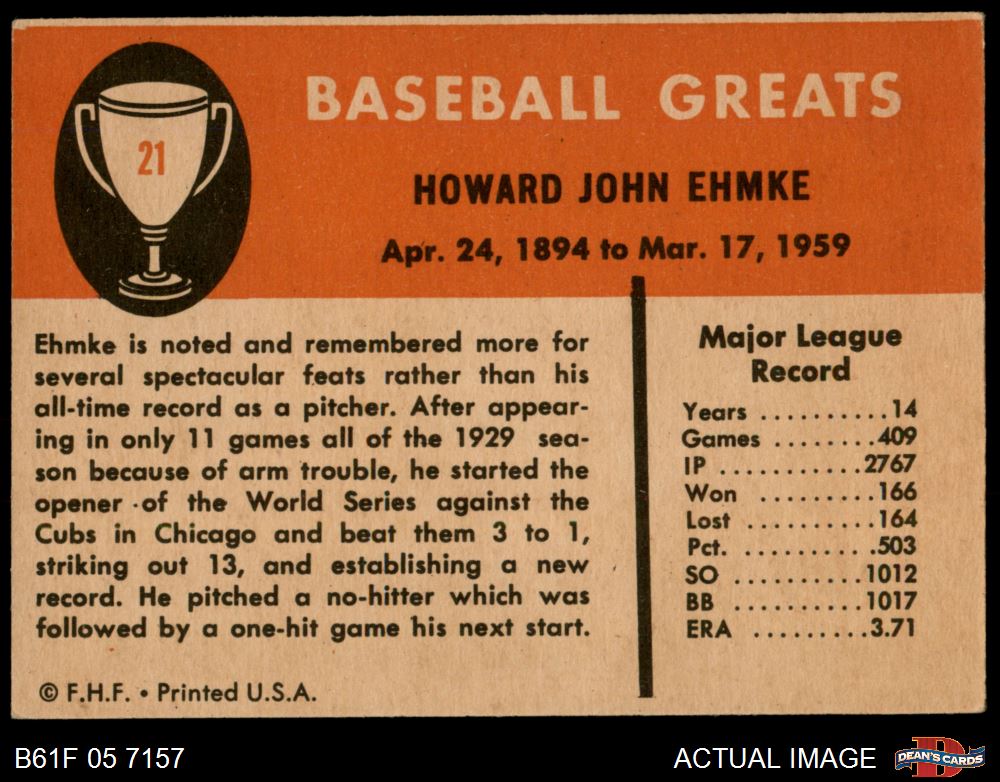 21
BASEBALL GREATS
HOWARD JOHN EHMKE
Apr. 24, 1894 to Mar. 17, 1959
Ehmke is noted and remembered more for
several spectacular feats rather than his
all-time record as a pitcher. After appear-
ing in only 11 games all of the 1929 sea-
son because of arm trouble, he started the
opener of the World Series against the
Cubs in Chicago and beat them 3 to 1,
striking out 13, and establishing a new
record. He pitched a no-hitter which was
followed by a one-hit game his next start.
© F.H.F. • Printed U.S.A.
Major League
Record
Years ..........14
Games ........409
IP ...........2767
Won .........166
Lost ..........164
Pct. ..........503
SO ..........1012
BB ..........1017
ERA .........3.71
B61F 05 7157
ACTUAL IMAGE
D
DEAN'S CARDS